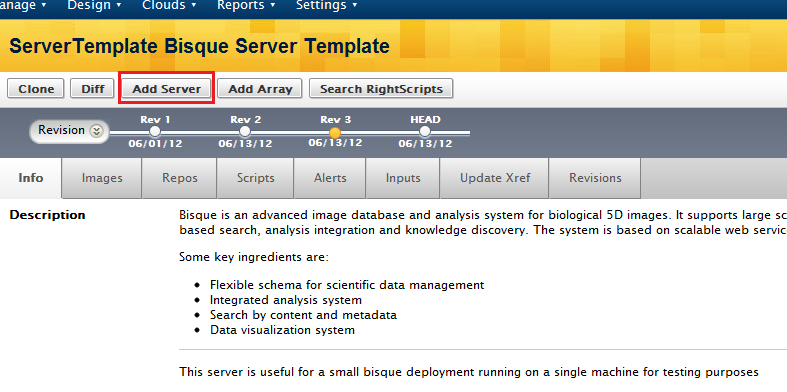 anage Design Clouds Reports Settings
ServerTemplate Bisque Server Template
Clone Diff Add Server Add Array Search RightScripts
Rev 1 Rev 2 Rev 3 HEAD
Revision
06/01/12 06/13/12 06/13/12 06/13/12
Info Images Repos Scripts Alerts Inputs Update Xref Revisions
Description Bisque is an advanced image database and analysis system for biological 5D images. It supports large sc
based search, analysis integration and knowledge discovery. The system is based on scalable web servic
Some key ingredients are:
• Flexible schema for scientific data management
• Integrated analysis system
• Search by content and metadata
• Data visualization system
This server is useful for a small bisque deployment running on a single machine for testing purposes